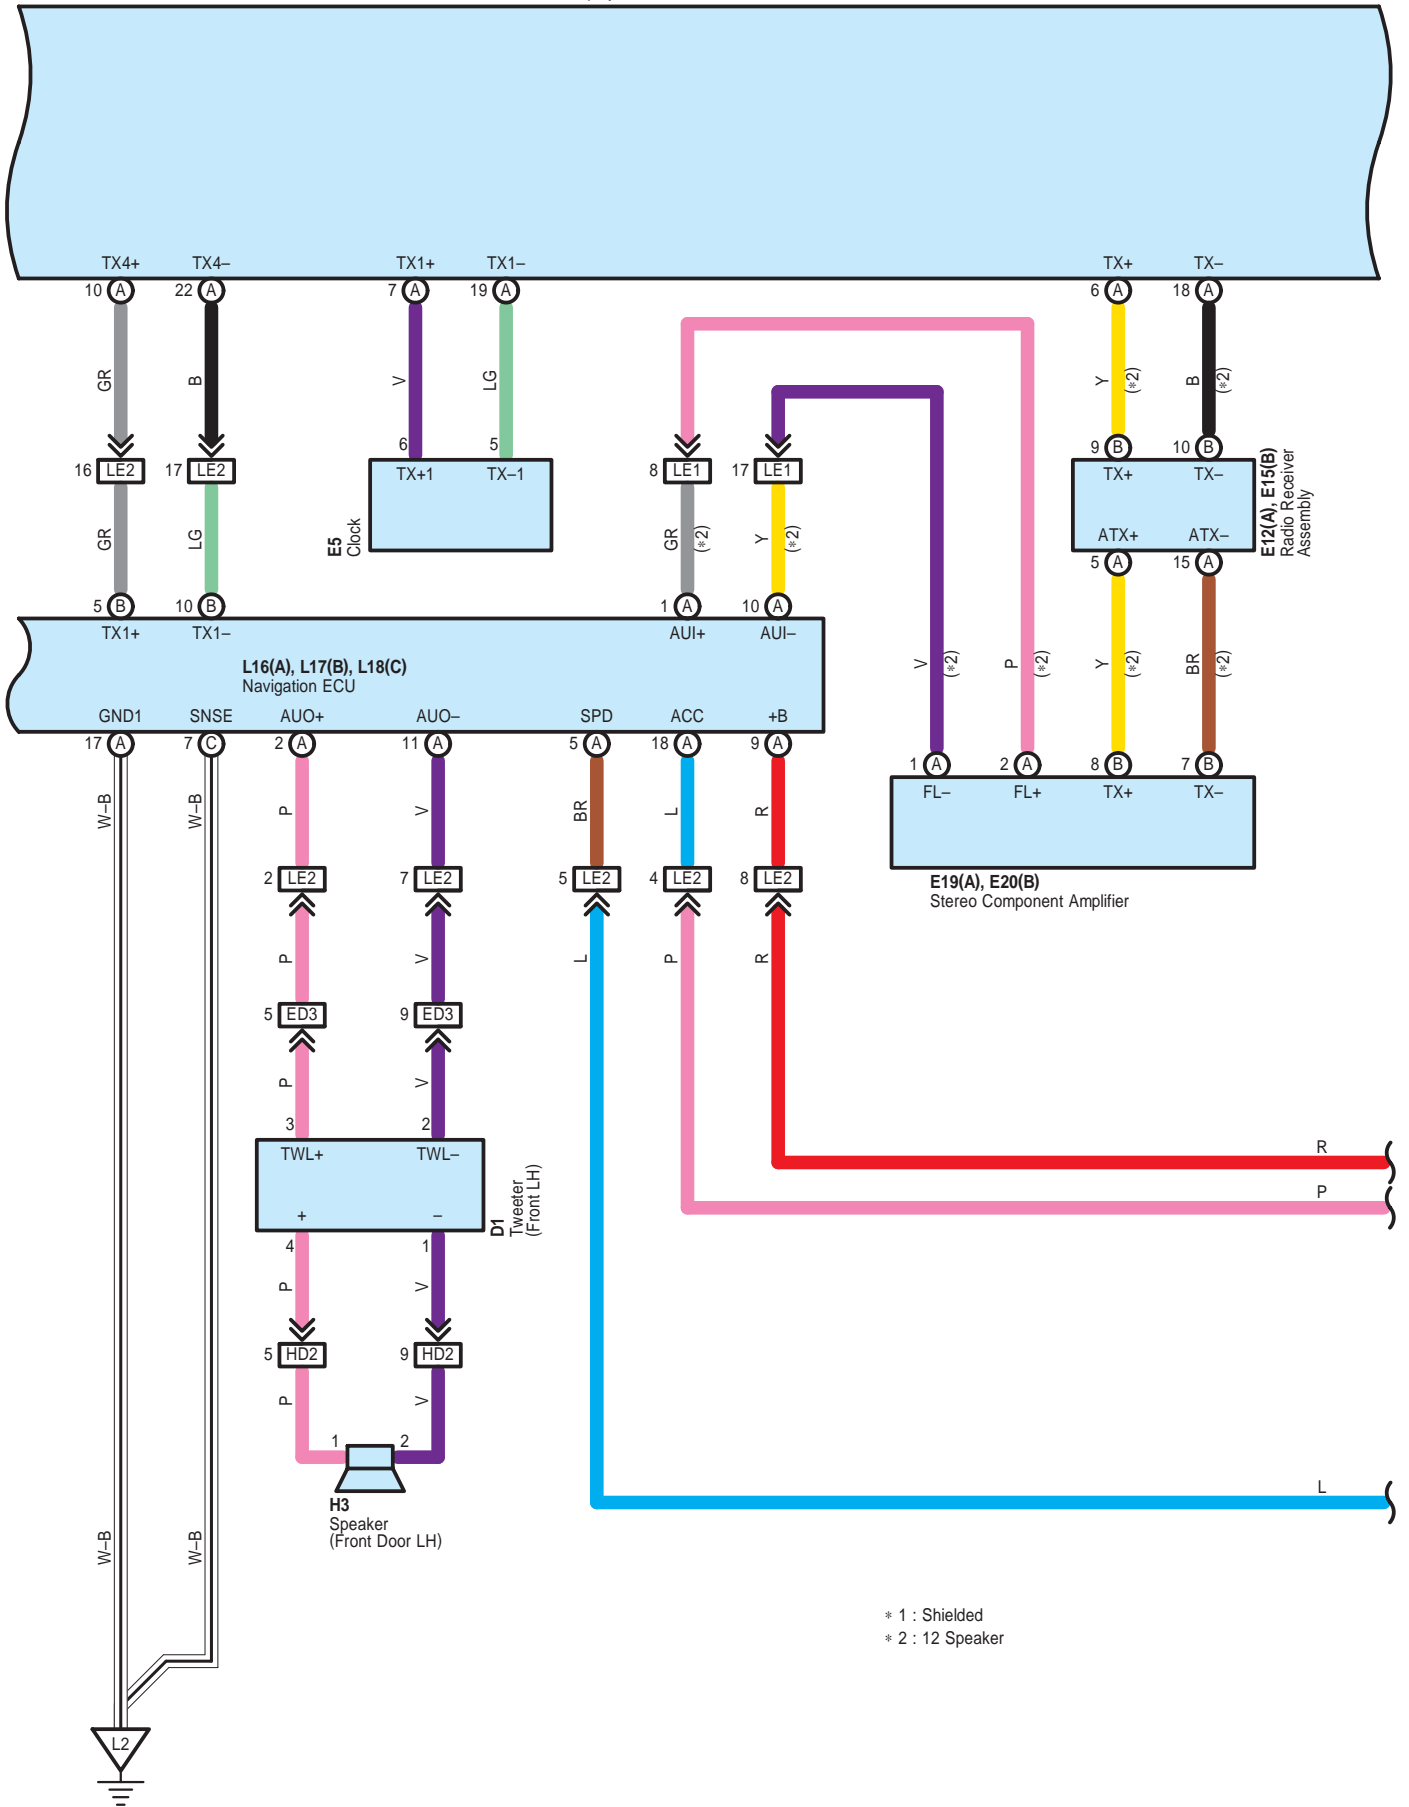 TX4+ TX4– TX1+ TX1– TX+ TX–
10 A 22 A 7 A 19 A 6 A 18 A
GR B V LG Y (*2) B (*2)
6 5 9 B 10 B
16 LE2 17 LE2 TX+1 TX–1 8 LE1 17 LE1 TX+ TX–
E5
Clock
E12(A), E15(B)
Radio Receiver
Assembly
GR LG GR (*2) Y (*2) ATX+ ATX–
5 A 15 A
5 B 10 B 1 A 10 A
TX1+ TX1– AUI+ AUI–
L16(A), L17(B), L18(C)
Navigation ECU
V (*2) P (*2) Y (*2) BR (*2)
GND1 SNSE AUO+ AUO– SPD ACC +B
17 A 7 C 2 A 11 A 5 A 18 A 9 A
1 A 2 A 8 B 7 B
FL– FL+ TX+ TX–
W–B W–B P V BR L R
2 LE2 7 LE2 5 LE2 4 LE2 8 LE2
E19(A), E20(B)
Stereo Component Amplifier
P V L P R
5 ED3 9 ED3
P V
3 2
TWL+ TWL–
R
D1
Tweeter
(Front LH)
P
+ –
4 1
P V
5 HD2 9 HD2
P V
1 2
L
H3
Speaker
(Front Door LH)
W–B W–B
* 1 : Shielded
* 2 : 12 Speaker
L2